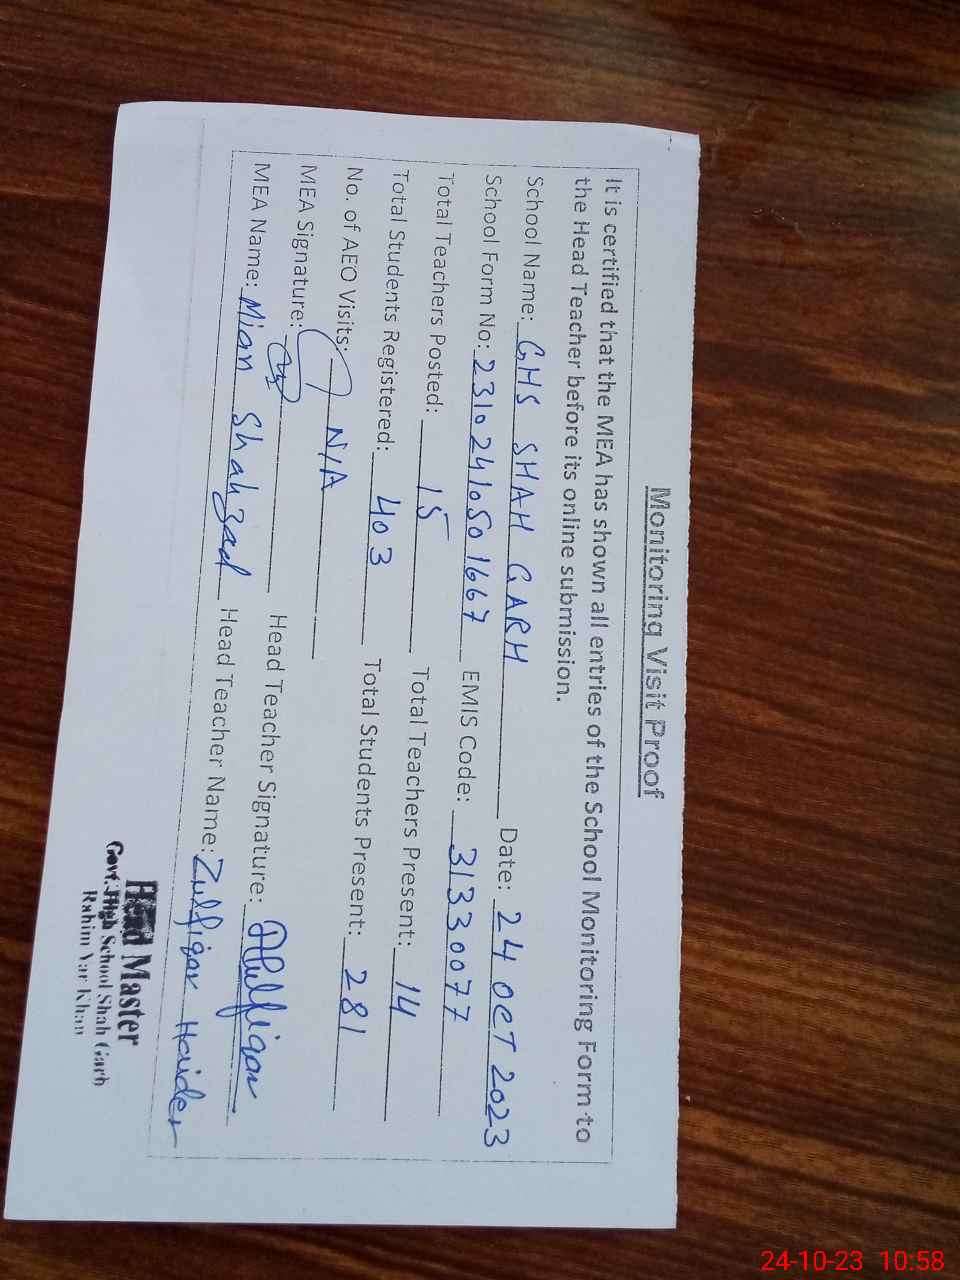 Monitoring Visit Proof
It is certified that the MEA has shown all entries of the School Monitoring Form to
the Head Teacher before its online submission.
School Name: GHS SHAH GARH Date: 24 OCT 2023
School Form No: 23102410501667 EMIS Code: 31330077
Total Teachers Posted: 15 Total Teachers Present: 14
Total Students Registered: 403 Total Students Present: 281
No. of AEO Visits: N/A
MEA Signature: Head Teacher Signature: Zulfiqar
MEA Name: Mian Shahzad Head Teacher Name: Zulfiqar Haider
Head Master
Govt. High School Shah Garh
Rahim Yar Khan
24-10-23 10:58